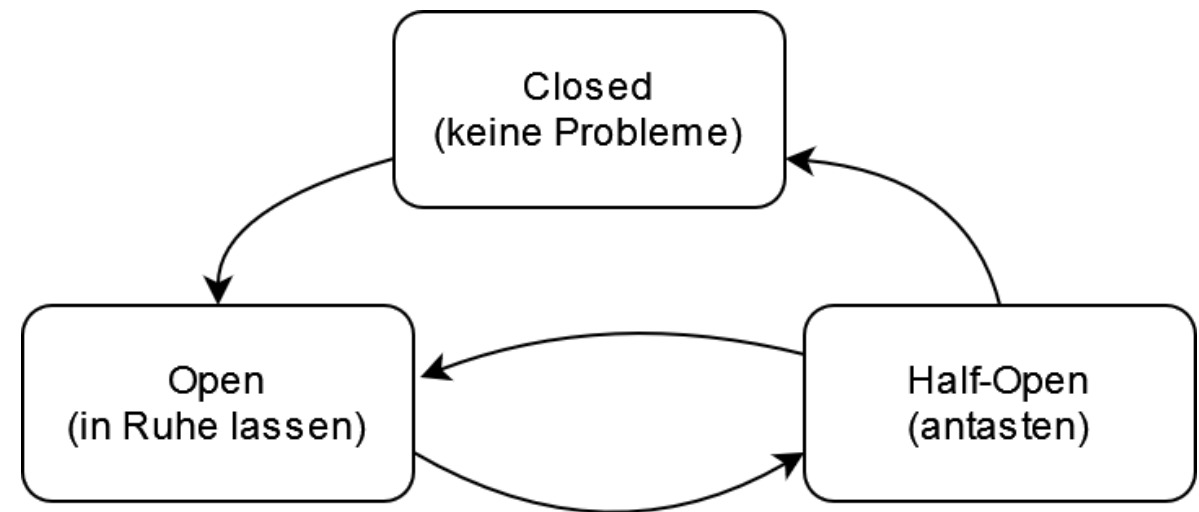 Closed
(keine Probleme)
Open
(in Ruhe lassen)
Half-Open
(antasten)